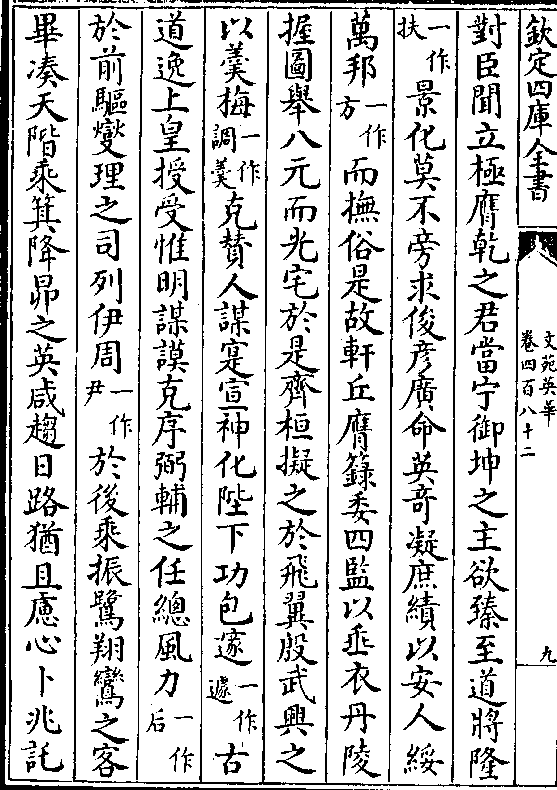 欽定四庫全書
文苑英華
卷四百八十二
九
對臣聞立極膺乾之君當宁御坤之主欲臻至道將隆
一作扶景化莫不旁求俊彦廣命英奇凝庶績以安人綏
萬邦一作方而撫俗是故軒丘膺籙委四監以垂衣丹陵
握圖舉八元而光宅於是齊桓擬之於飛翼殷武興之
以羮梅一作調羮克賛人謀寔宣神化陛下功包邃一作遽古
道逸上皇授受惟明謀謨克序弼輔之任總風力一作后
於前驅爕理之司列伊周一作尹於後乘振鷺翔鸞之客
畢凑天階乘箕降昴之英咸趨日路猶且慮心卜兆託